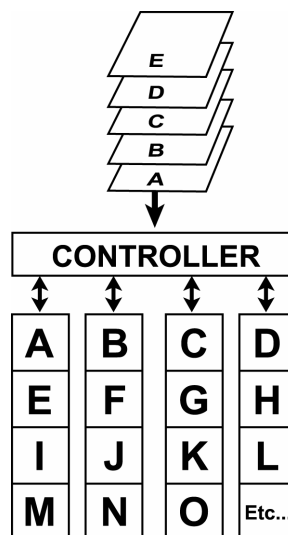 E
D
C
B
A
CONTROLLER
A B C D
E F G H
I J K L
M N O Etc...